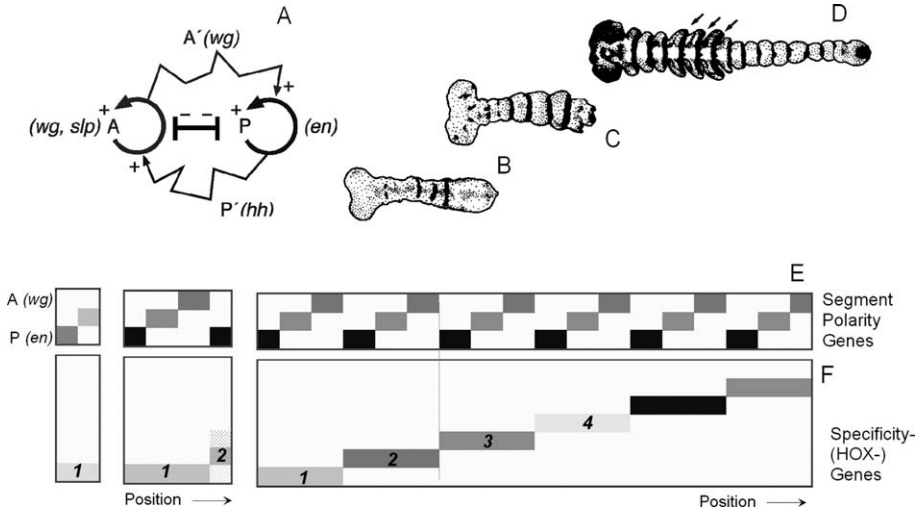 A
A´(wg)
+
+
+
(wg, slp) A
P
(en)
+
P´(hh)
B
C
D
E
A (wg)
P (en)
Segment
Polarity
Genes
F
1
1
2
1
2
3
4
Specificity-
(HOX-)
Genes
Position
Position